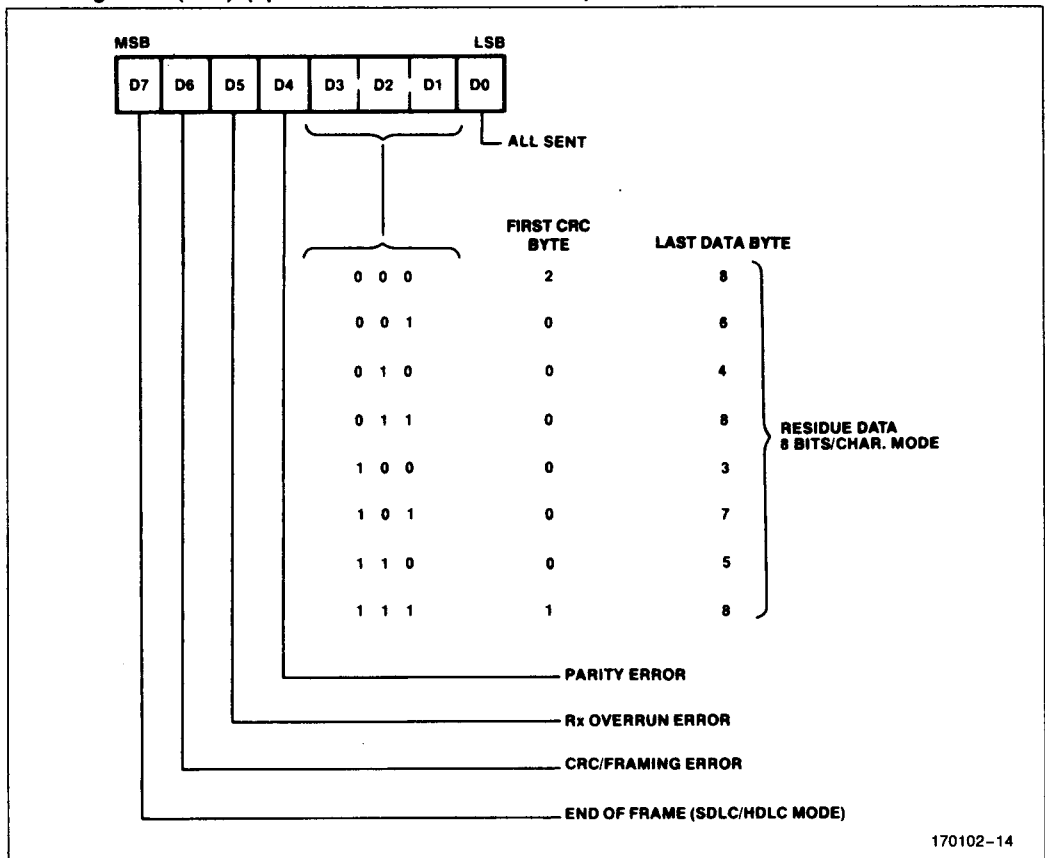 MSB LSB
D7 D6 D5 D4 D3 D2 D1 D0
ALL SENT
FIRST CRC
BYTE LAST DATA BYTE
0 0 0 2 8
0 0 1 0 6
0 1 0 0 4
0 1 1 0 8
1 0 0 0 3
1 0 1 0 7
1 1 0 0 5
1 1 1 1 8
RESIDUE DATA
8 BITS/CHAR. MODE
PARITY ERROR
Rx OVERRUN ERROR
CRC/FRAMING ERROR
END OF FRAME (SDLC/HDLC MODE)
170102-14